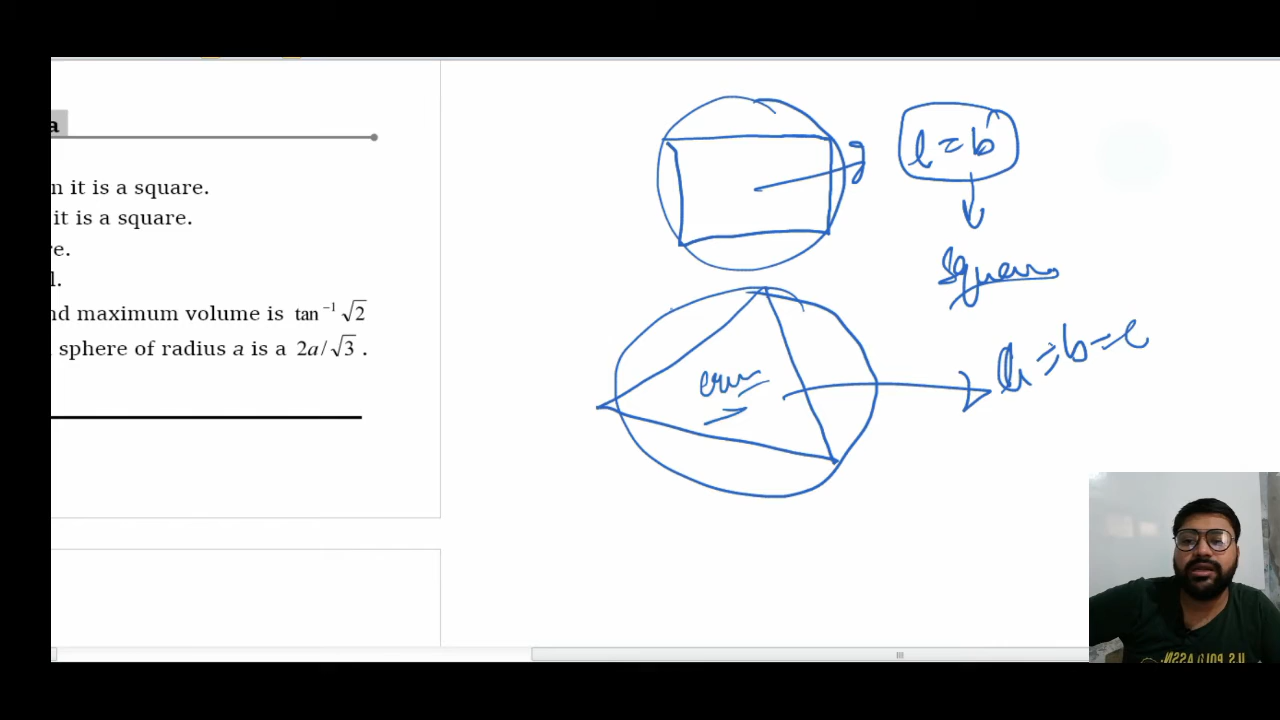 a
n it is a square.
it is a square.
re.
l.
nd maximum volume is tan⁻¹ √2
sphere of radius a is a 2a/√3 .
l = b
Square
a = b = c